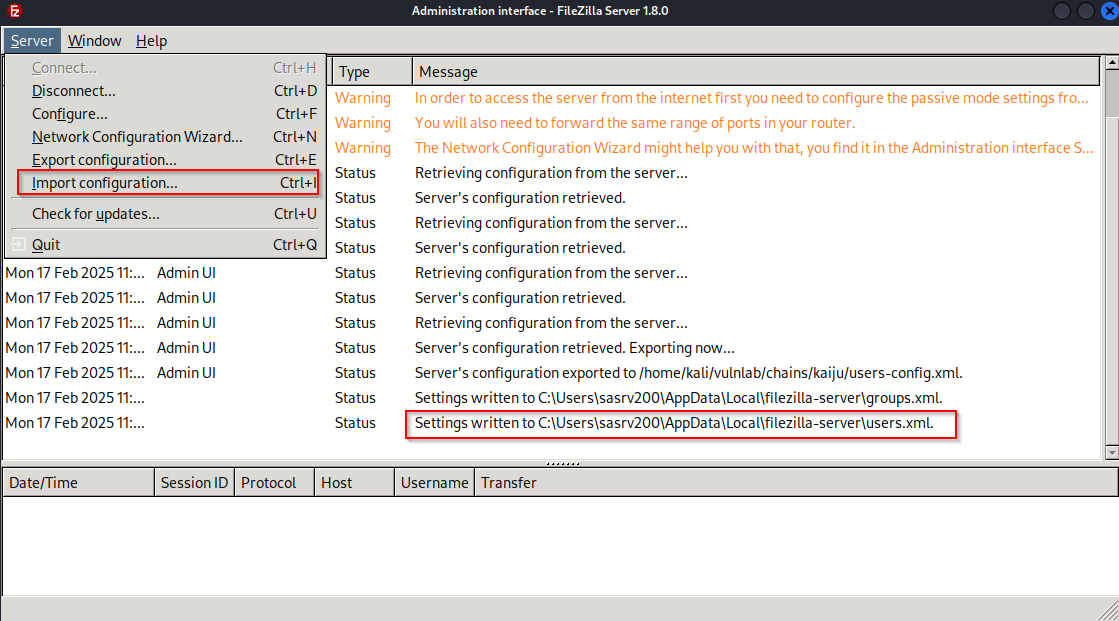 Administration interface - FileZilla Server 1.8.0
Server Window Help
Connect... Ctrl+H
Disconnect... Ctrl+D
Configure... Ctrl+F
Network Configuration Wizard... Ctrl+N
Export configuration... Ctrl+E
Import configuration... Ctrl+I
Check for updates... Ctrl+U
Quit Ctrl+Q
Type Message
Warning In order to access the server from the internet first you need to configure the passive mode settings fro...
Warning You will also need to forward the same range of ports in your router.
Warning The Network Configuration Wizard might help you with that, you find it in the Administration interface S...
Status Retrieving configuration from the server...
Status Server's configuration retrieved.
Status Retrieving configuration from the server...
Status Server's configuration retrieved.
Mon 17 Feb 2025 11:... Admin UI Status Retrieving configuration from the server...
Mon 17 Feb 2025 11:... Admin UI Status Server's configuration retrieved.
Mon 17 Feb 2025 11:... Admin UI Status Retrieving configuration from the server...
Mon 17 Feb 2025 11:... Admin UI Status Server's configuration retrieved. Exporting now...
Mon 17 Feb 2025 11:... Admin UI Status Server's configuration exported to /home/kali/vulnlab/chains/kaiju/users-config.xml.
Mon 17 Feb 2025 11:... Status Settings written to C:\Users\sasrv200\AppData\Local\filezilla-server\groups.xml.
Mon 17 Feb 2025 11:... Status Settings written to C:\Users\sasrv200\AppData\Local\filezilla-server\users.xml.
Date/Time Session ID Protocol Host Username Transfer